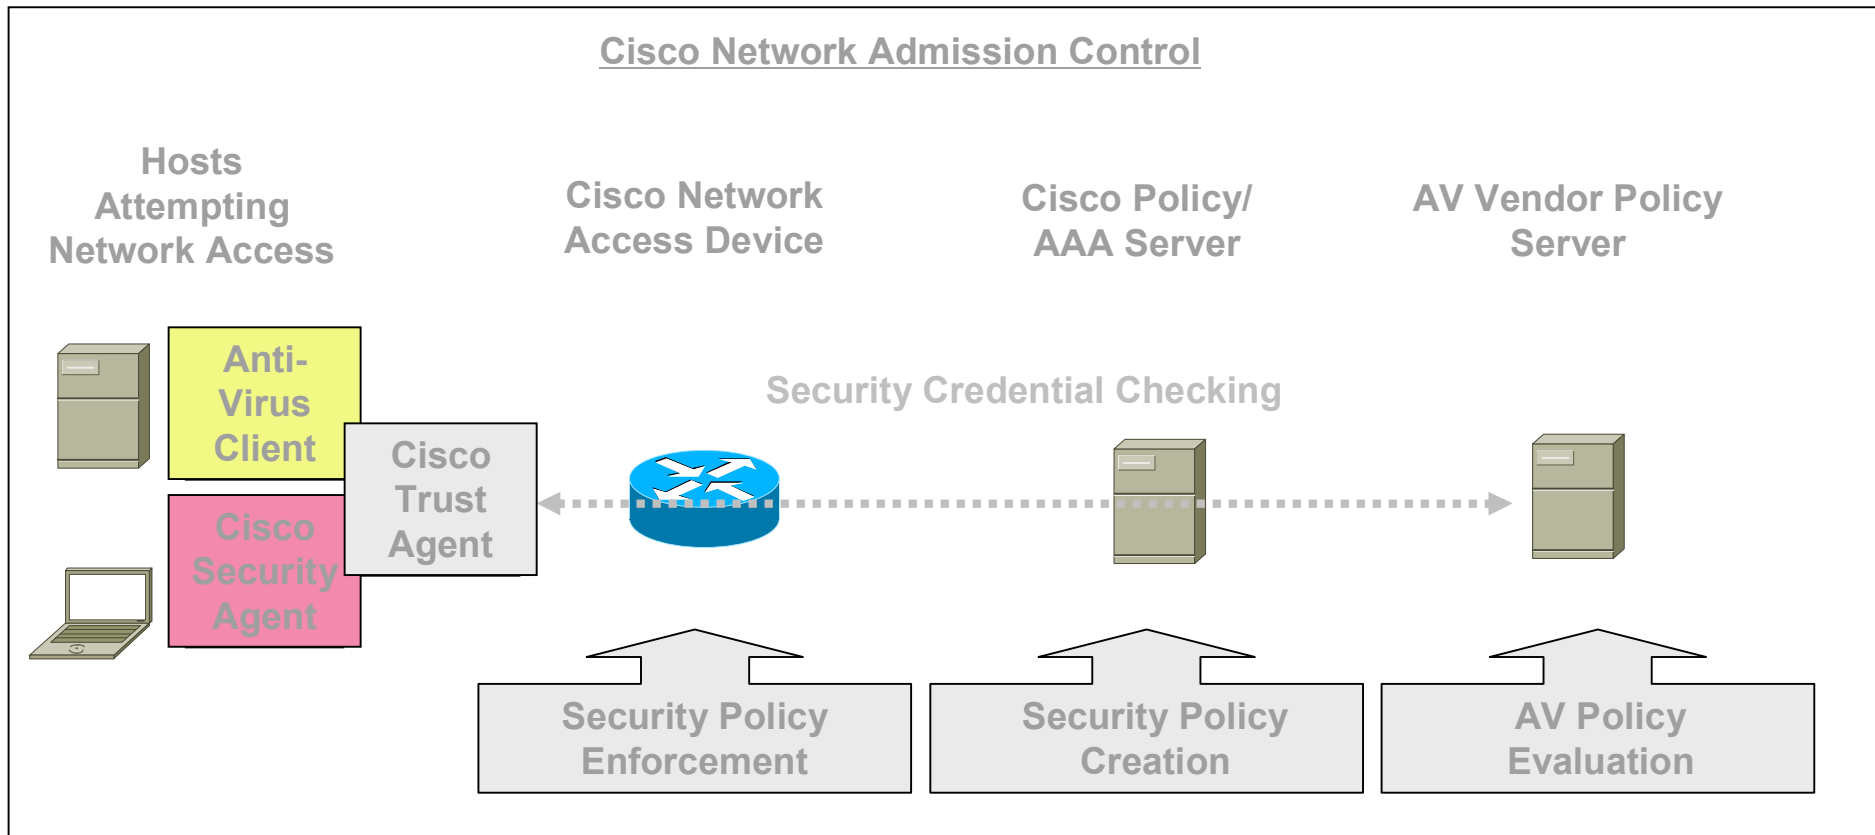 Cisco Network Admission Control
Hosts
Attempting
Network Access
Cisco Network
Access Device
Cisco Policy/
AAA Server
AV Vendor Policy
Server
Anti-
Virus
Client
Cisco
Security
Agent
Cisco
Trust
Agent
Security Credential Checking
Security Policy
Enforcement
Security Policy
Creation
AV Policy
Evaluation